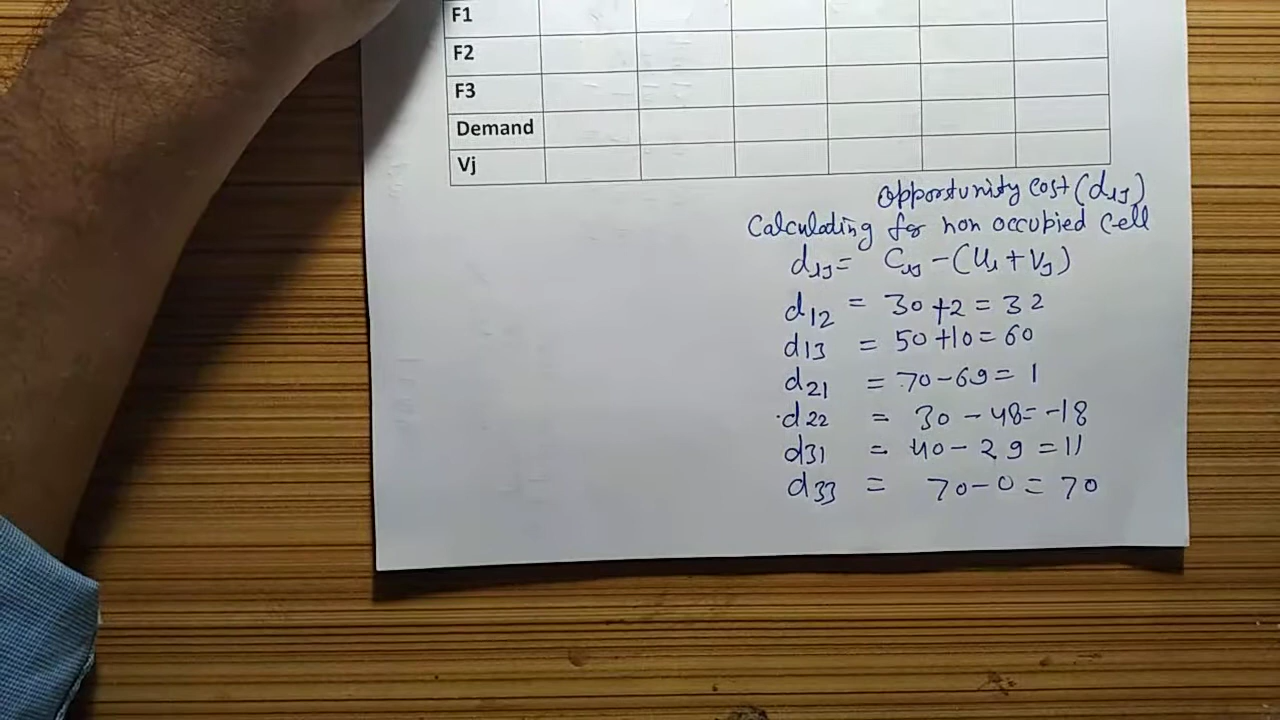 F1
F2
F3
Demand
Vj
Opportunity cost (dij)
Calculating for non occupied cell
dij = Cij - (Ui + Vj)
d12 = 30 + 2 = 32
d13 = 50 + 10 = 60
d21 = 70 - 69 = 1
d22 = 30 - 48 = -18
d31 = 40 - 29 = 11
d33 = 70 - 0 = 70